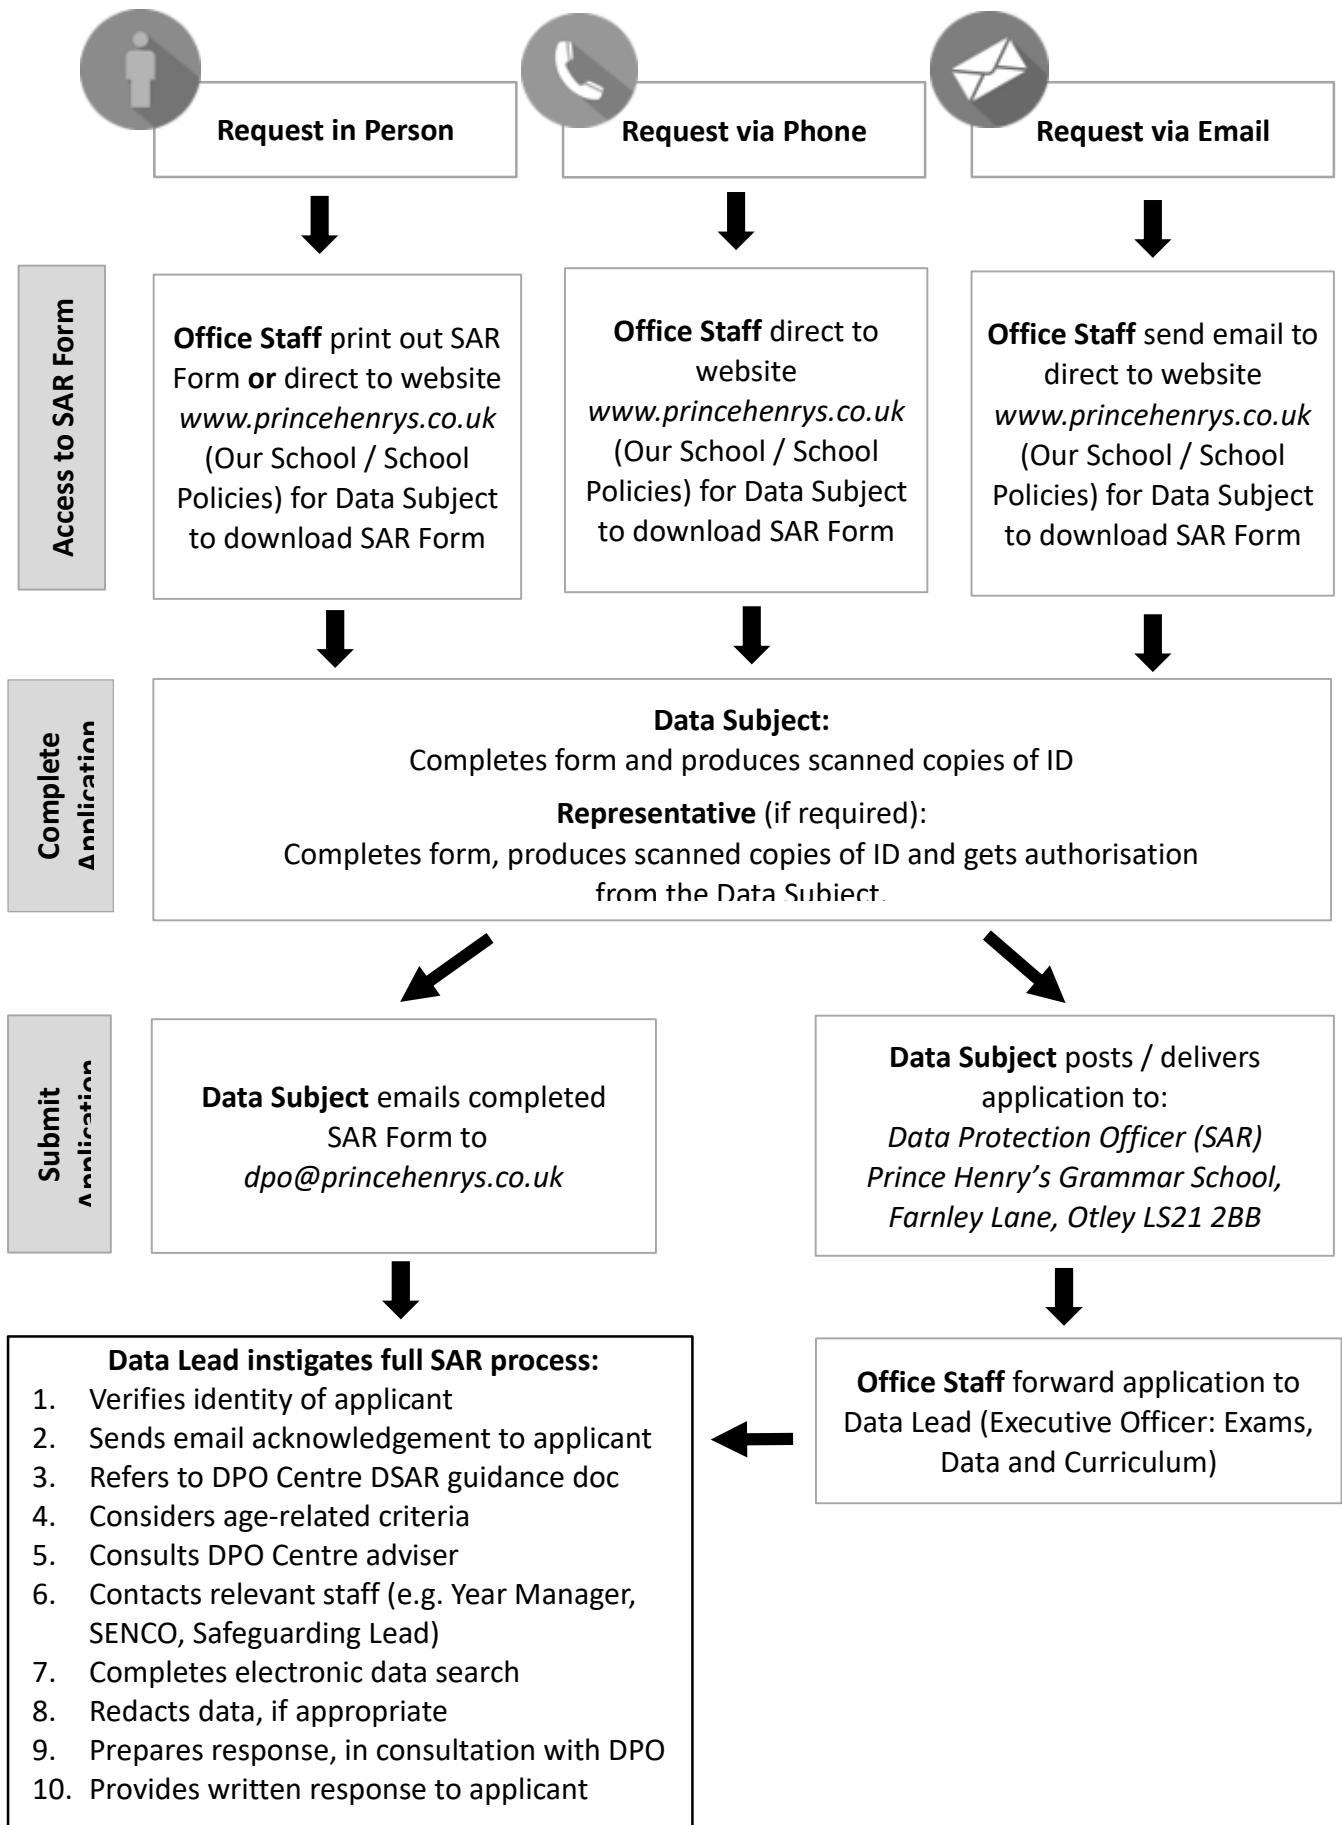 Request in Person
Request via Phone
Request via Email
Access to SAR Form
Office Staff print out SAR
Form or direct to website
www.princehenrys.co.uk
(Our School / School
Policies) for Data Subject
to download SAR Form
Office Staff direct to
website
www.princehenrys.co.uk
(Our School / School
Policies) for Data Subject
to download SAR Form
Office Staff send email to
direct to website
www.princehenrys.co.uk
(Our School / School
Policies) for Data Subject
to download SAR Form
Complete
Application
Data Subject:
Completes form and produces scanned copies of ID
Representative (if required):
Completes form, produces scanned copies of ID and gets authorisation
from the Data Subject.
Submit
Application
Data Subject emails completed
SAR Form to
dpo@princehenrys.co.uk
Data Subject posts / delivers
application to:
Data Protection Officer (SAR)
Prince Henry's Grammar School,
Farnley Lane, Otley LS21 2BB
Data Lead instigates full SAR process:
1. Verifies identity of applicant
2. Sends email acknowledgement to applicant
3. Refers to DPO Centre DSAR guidance doc
4. Considers age-related criteria
5. Consults DPO Centre adviser
6. Contacts relevant staff (e.g. Year Manager,
SENCO, Safeguarding Lead)
7. Completes electronic data search
8. Redacts data, if appropriate
9. Prepares response, in consultation with DPO
10. Provides written response to applicant
Office Staff forward application to
Data Lead (Executive Officer: Exams,
Data and Curriculum)